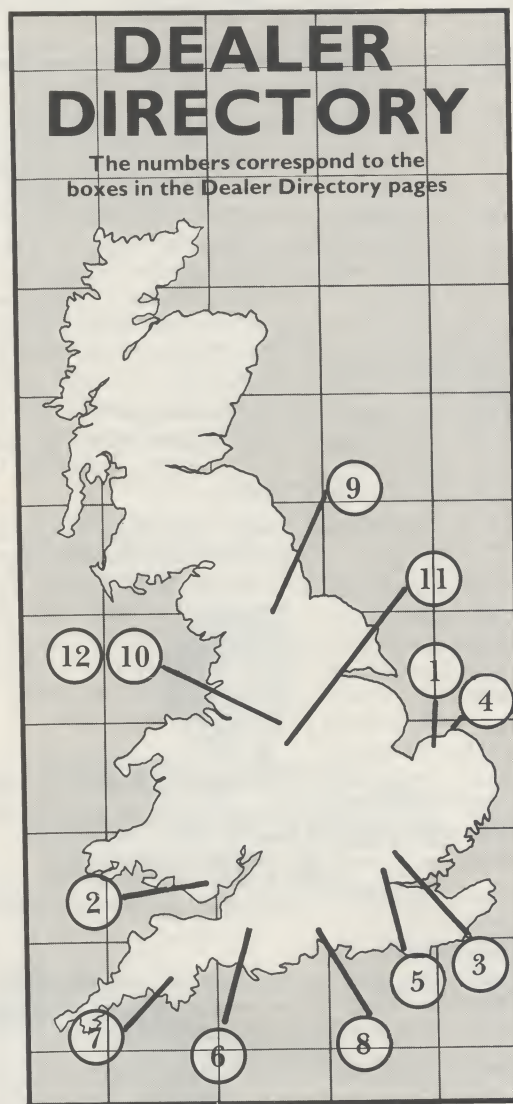 DEALER
DIRECTORY
The numbers correspond to the
boxes in the Dealer Directory pages
9
11
12 10
1
4
2
3
5
7
6
8